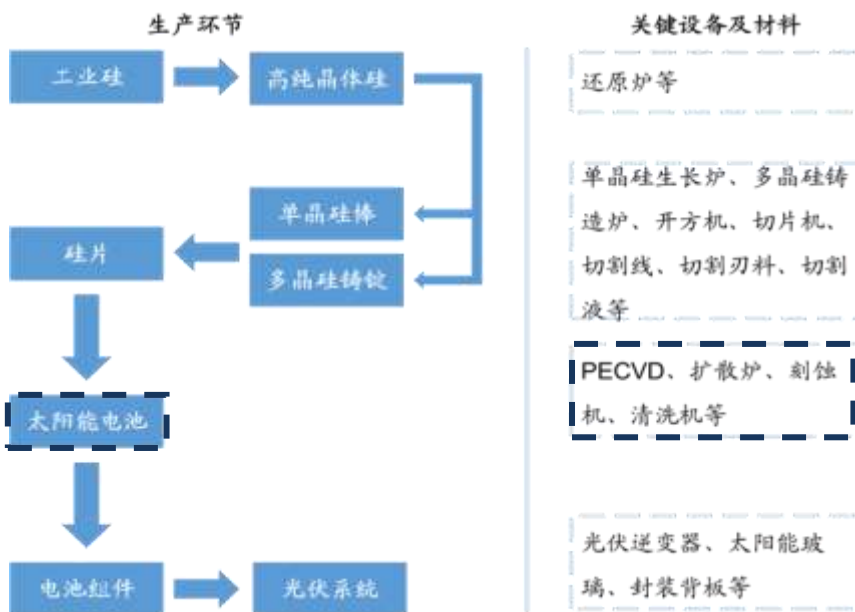 生产环节
关键设备及材料
工业硅
高纯晶体硅
还原炉等
单晶硅棒
硅片
多晶硅铸锭
单晶硅生长炉、多晶硅铸
造炉、开方机、切片机、
切割线、切割刃料、切割
液等
太阳能电池
PECVD、扩散炉、刻蚀
机、清洗机等
电池组件
光伏系统
光伏逆变器、太阳能玻
璃、封装背板等